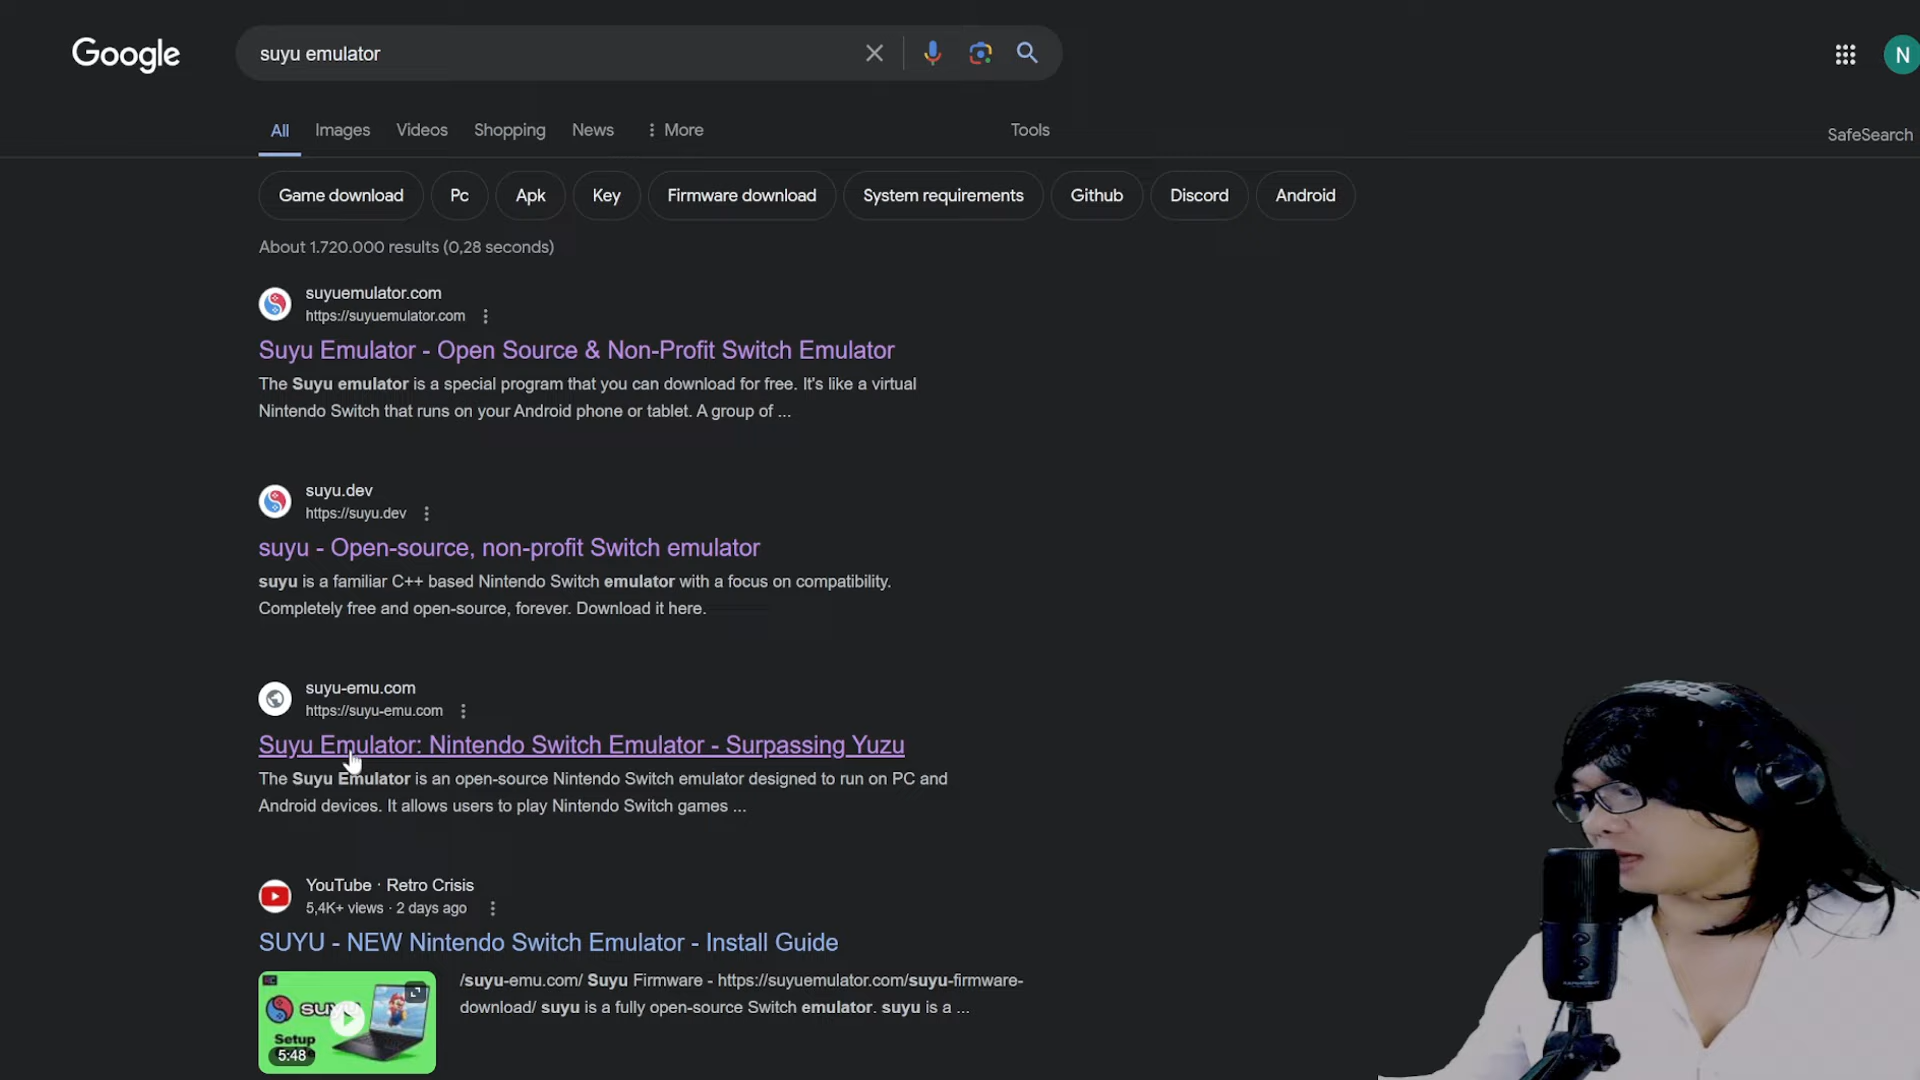 Google
suyu emulator
N
All Images Videos Shopping News More Tools
SafeSearch
Game download Pc Apk Key Firmware download System requirements Github Discord Android
About 1.720.000 results (0,28 seconds)
suyuemulator.com
https://suyuemulator.com
Suyu Emulator - Open Source & Non-Profit Switch Emulator
The Suyu emulator is a special program that you can download for free. It's like a virtual
Nintendo Switch that runs on your Android phone or tablet. A group of ...
suyu.dev
https://suyu.dev
suyu - Open-source, non-profit Switch emulator
suyu is a familiar C++ based Nintendo Switch emulator with a focus on compatibility.
Completely free and open-source, forever. Download it here.
suyu-emu.com
https://suyu-emu.com
Suyu Emulator: Nintendo Switch Emulator - Surpassing Yuzu
The Suyu Emulator is an open-source Nintendo Switch emulator designed to run on PC and
Android devices. It allows users to play Nintendo Switch games ...
YouTube · Retro Crisis
5,4K+ views · 2 days ago
SUYU - NEW Nintendo Switch Emulator - Install Guide
/suyu-emu.com/ Suyu Firmware - https://suyuemulator.com/suyu-firmware-
download/ suyu is a fully open-source Switch emulator. suyu is a ...
suyu
Setup
5:48